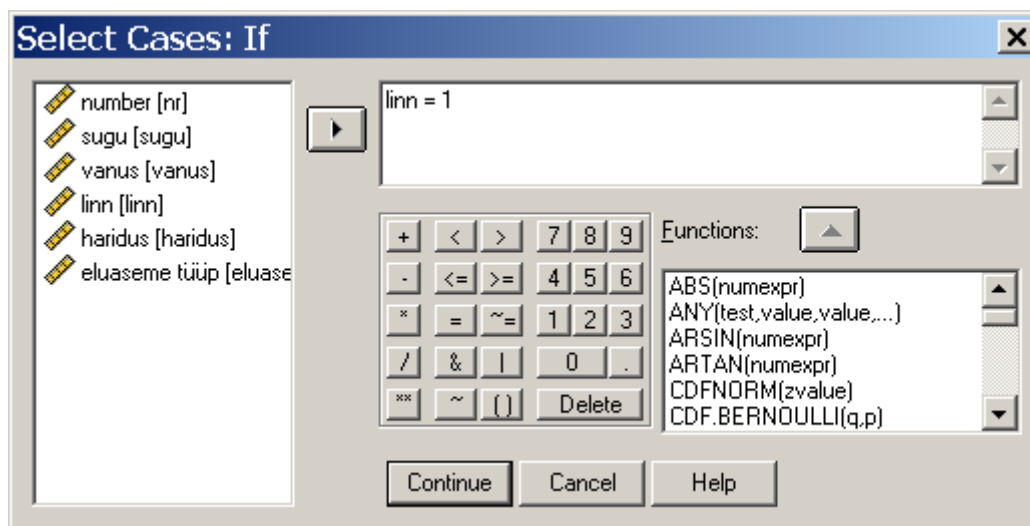 Select Cases: If
number [nr]
sugu [sugu]
vanus [vanus]
linn [linn]
haridus [haridus]
eluaseme tüüp [eluase
linn = 1
+ < > 7 8 9
- <= >= 4 5 6
* = ~= 1 2 3
/ & | 0 .
** ~ () Delete
Functions:
ABS(numexpr)
ANY(test,value,value,...)
ARSIN(numexpr)
ARTAN(numexpr)
CDFNORM(zvalue)
CDF.BERNOULLI(q,p)
Continue Cancel Help